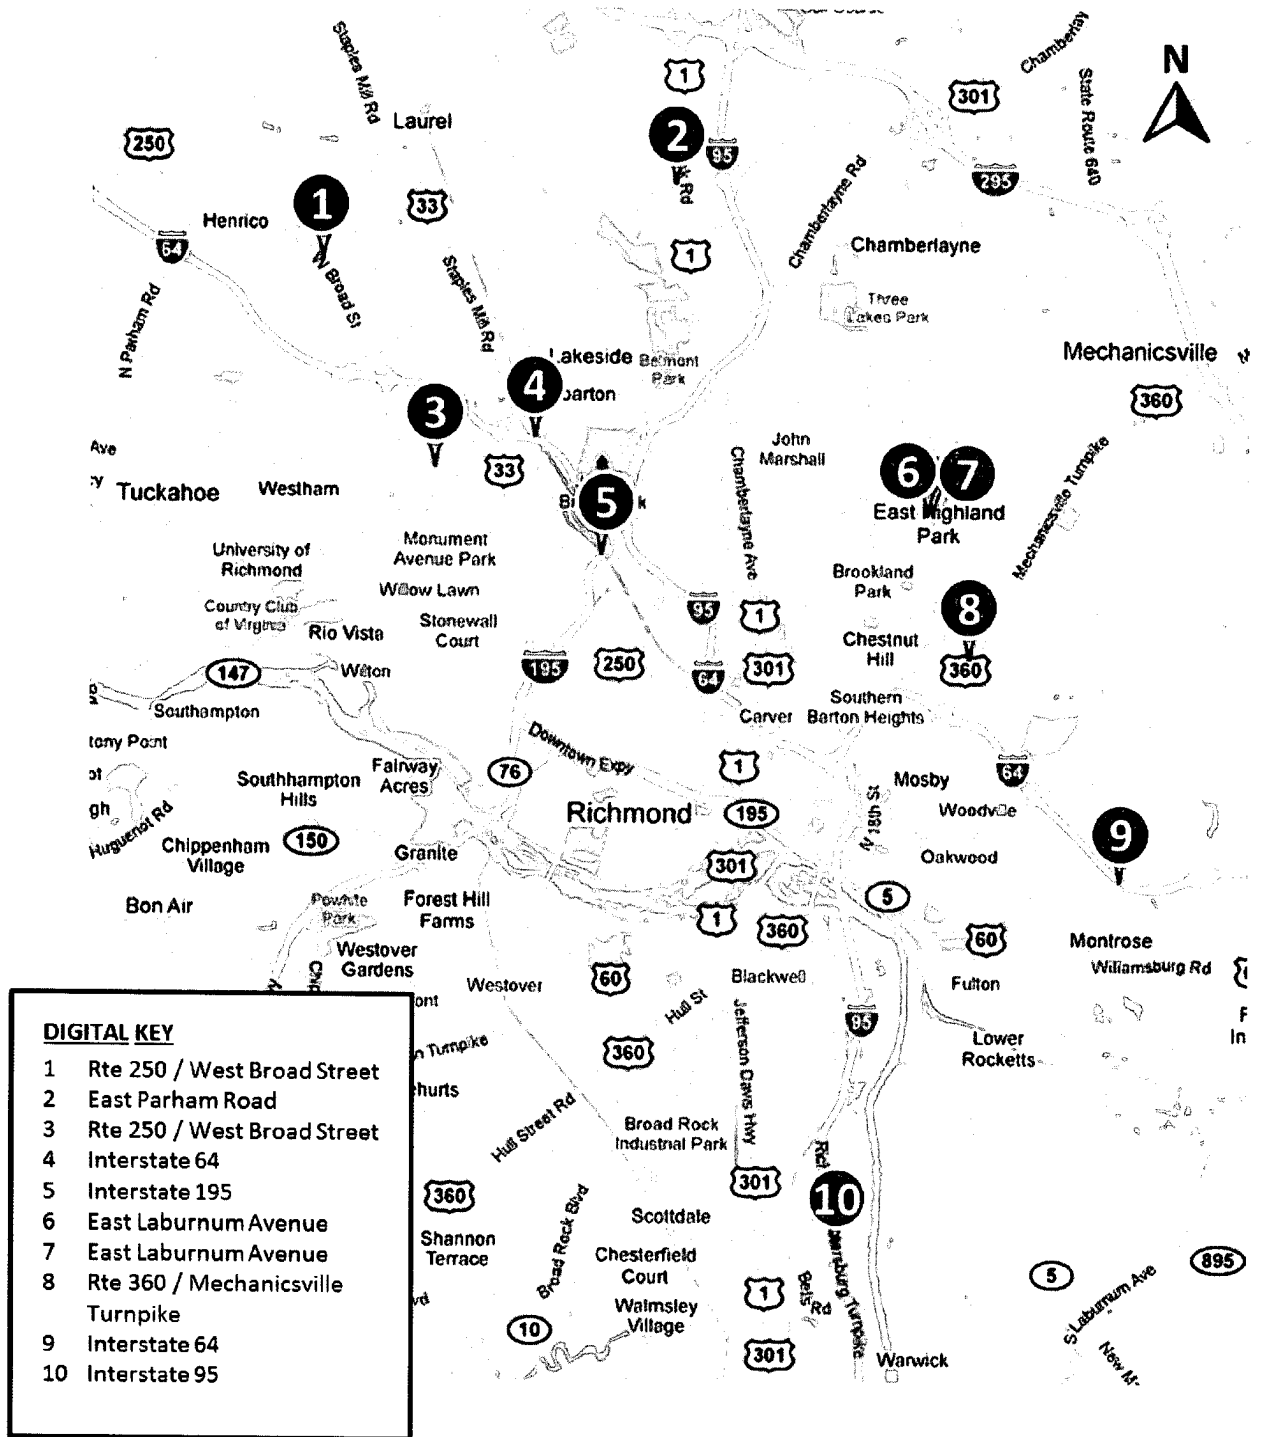 Staples Mill Rd
1
Chamberlay
N
Laurel
301
State Route 640
250
2
95
1
33
k Rd
Chamberlayne Rd
295
Henrico
64
N Broad St
1
Chamberlayne
N Parham Rd
Staples Mill Rd
Three
Lakes Park
Lakeside
Belmont
Park
Mechanicsville
4
barton
360
3
Ave
33
Chamberlayne Ave
John
Marshall
6
7
Mechanicsville Turnpike
Tuckahoe
Westham
5
East Highland
Park
University of
Richmond
Monument
Avenue Park
Country Club
of Virginia
Willow Lawn
Brookland
Park
8
Rio Vista
Stonewall
Court
95
1
Chestnut
Hill
147
Wilton
195
250
64
301
360
Southampton
Carver
Southern
Barton Heights
tony Point
Downtown Expy
Southhampton
Hills
Fairway
Acres
76
1
Mosby
64
gh
Huguenot Rd
Richmond
195
N 18th St
Woodville
9
Chippenham
Village
150
Granite
301
Oakwood
Bon Air
Powhite
Park
Forest Hill
Farms
1
360
5
60
Montrose
Westover
Gardens
Westover
60
Blackwell
Fulton
Williamsburg Rd
ont
Hull St
Jefferson Davis Hwy
95
n Turnpike
360
Lower
Rocketts
In
ehurts
Hull Street Rd
Broad Rock
Industrial Park
360
301
10
Shannon
Terrace
Broad Rock Blvd
Scottdale
Chesterfield
Court
5
895
1
Bells Rd
S Laburnum Ave
10
Walmsley
Village
301
Warwick
DIGITAL KEY
1 Rte 250 / West Broad Street
2 East Parham Road
3 Rte 250 / West Broad Street
4 Interstate 64
5 Interstate 195
6 East Laburnum Avenue
7 East Laburnum Avenue
8 Rte 360 / Mechanicsville
Turnpike
9 Interstate 64
10 Interstate 95